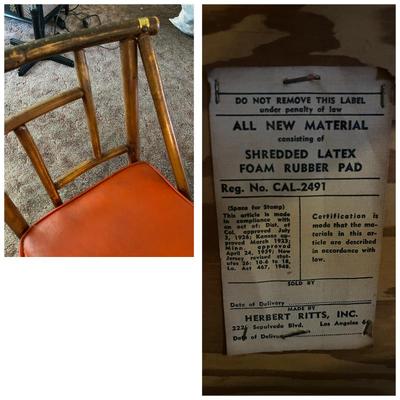 DO NOT REMOVE THIS LABEL
under penalty of law
ALL NEW MATERIAL
consisting of
SHREDDED LATEX
FOAM RUBBER PAD
Reg. No. CAL-2491
(Space for Stamp)
This article is made
in compliance with
an act of: Dist. of
Col. approved July
3, 1926; Kansas ap-
proved March 1923;
Minn. approved
April 24, 1929; New
Jersey revised stat-
utes 26: 10-6 to 18,
La. Act 467, 1948.
Certification is
made that the ma-
terials in this ar-
ticle are described
in accordance with
law.
SOLD BY
Date of Delivery
MADE BY
HERBERT RITTS, INC.
Sepulveda Blvd. Los Angeles
Date of Delivery